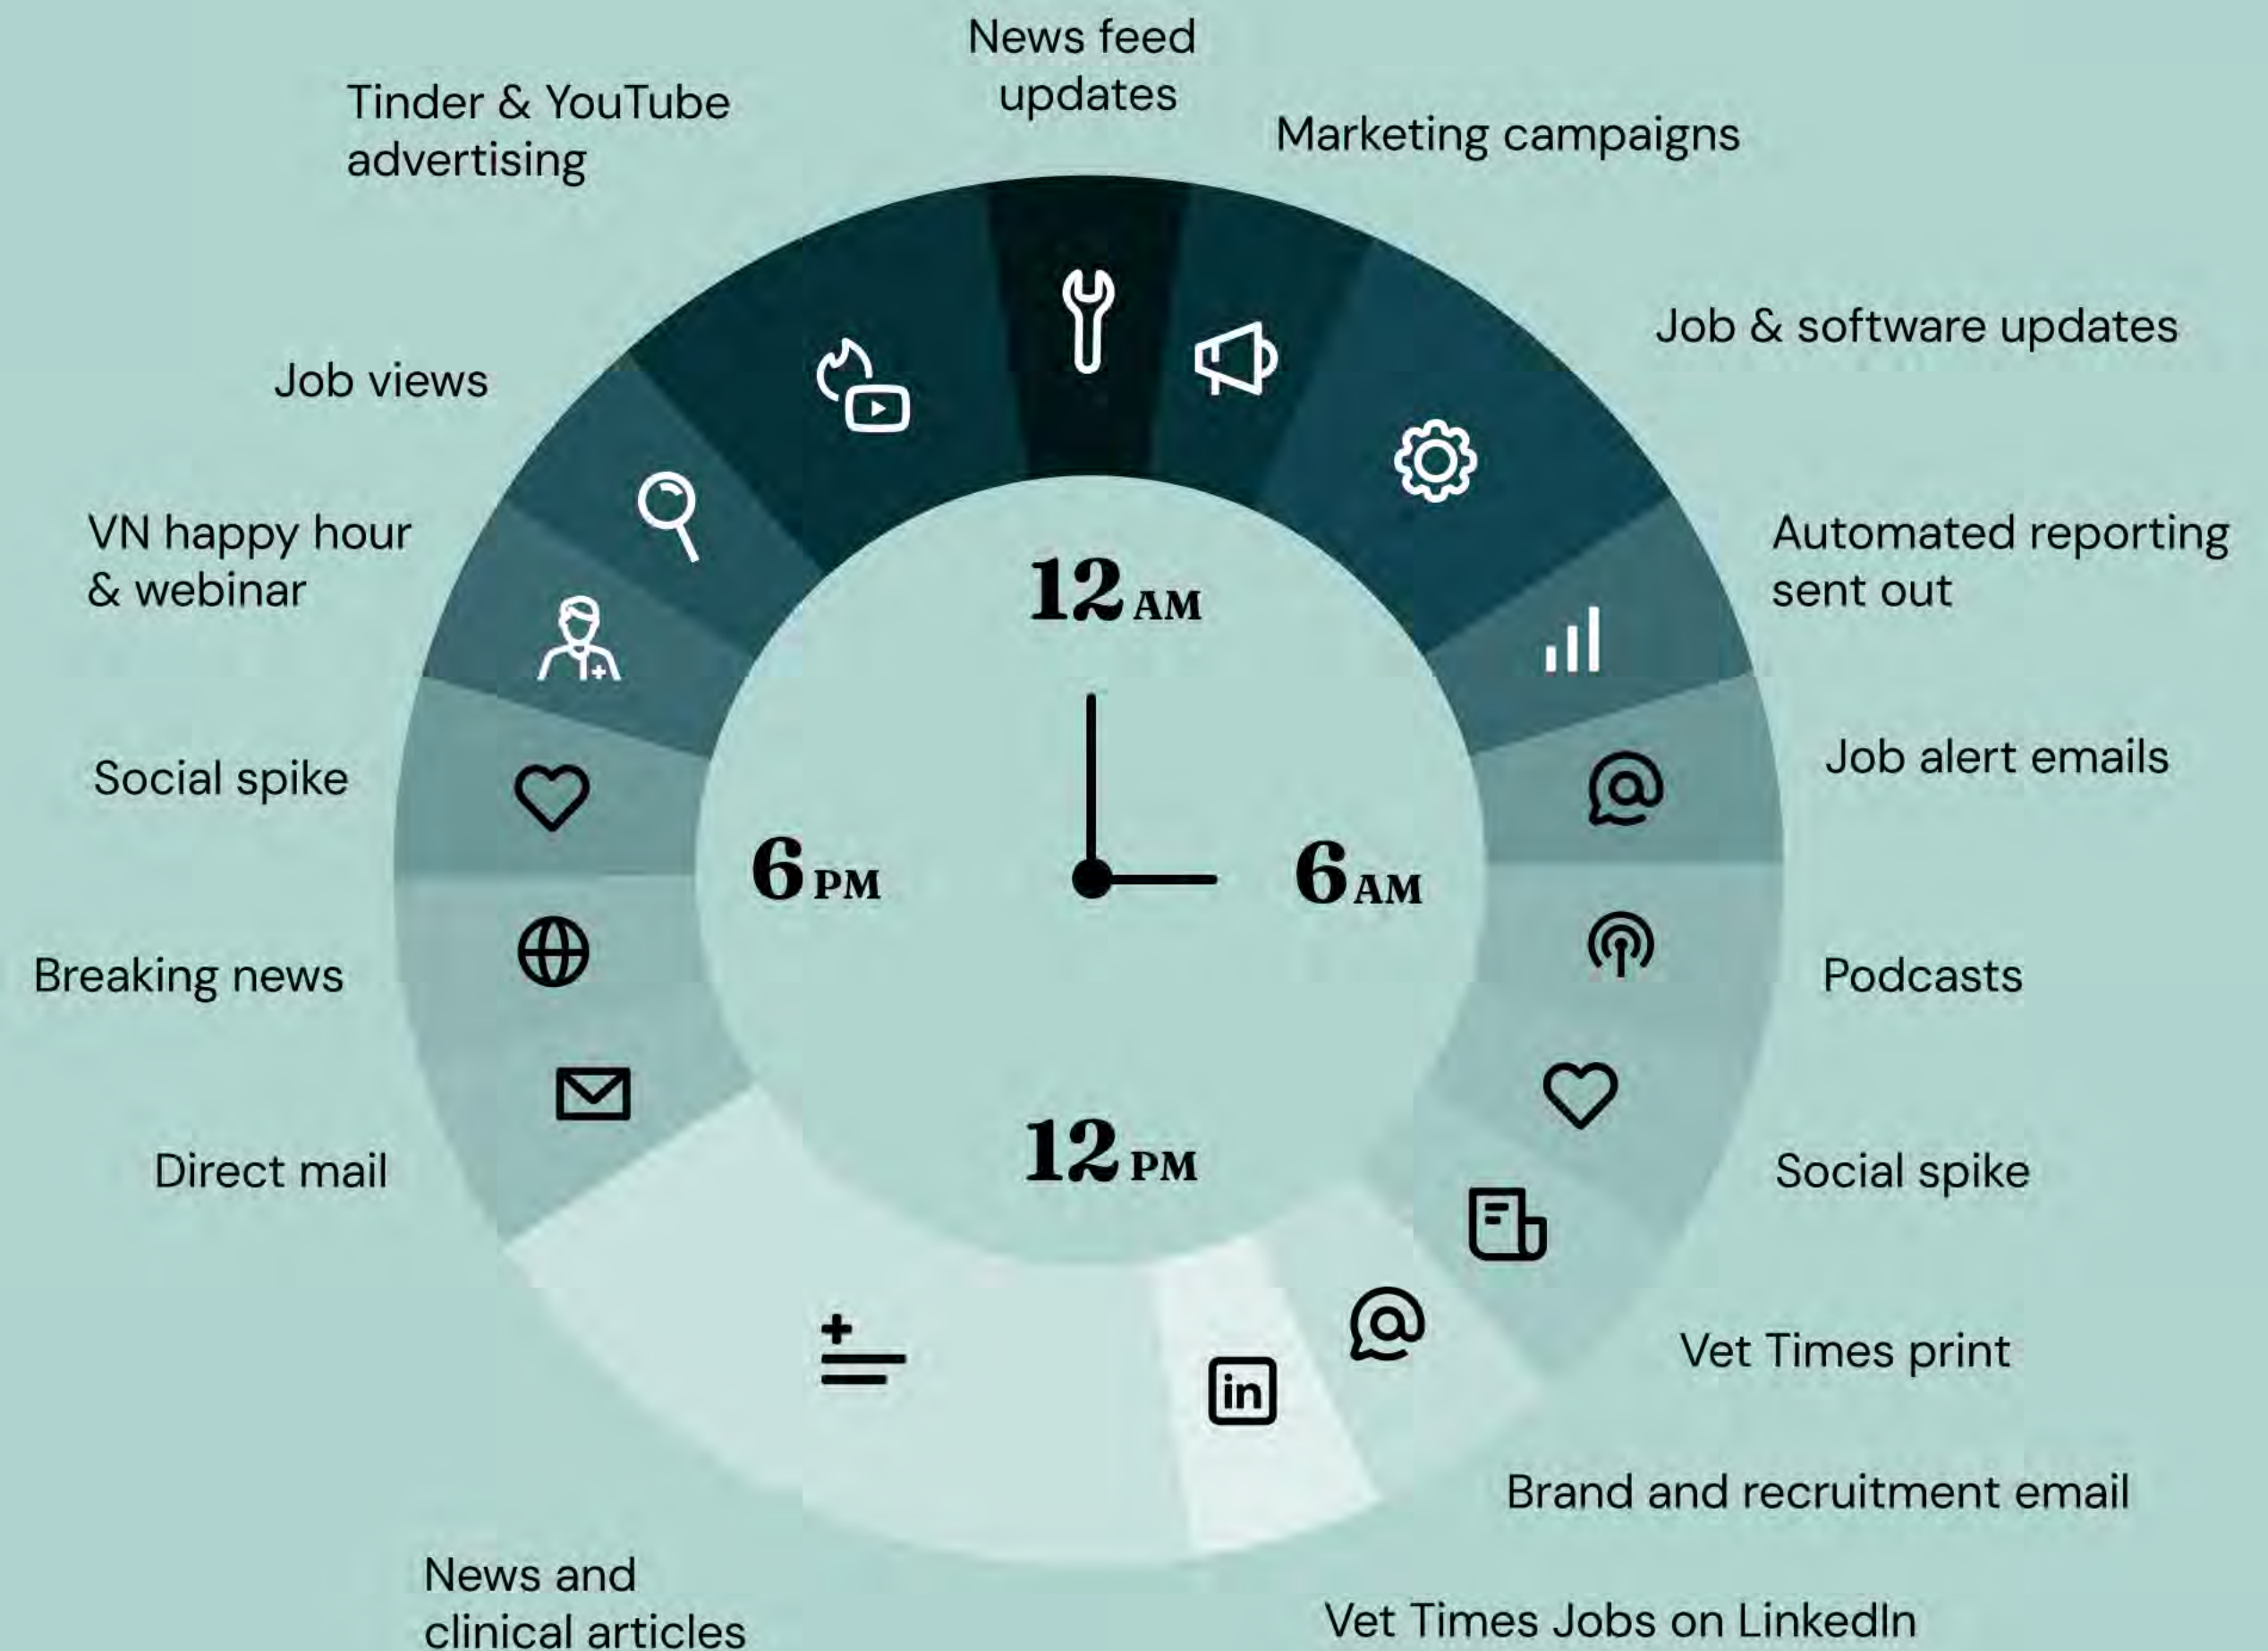 News feed
updates
Marketing campaigns
Job & software updates
Automated reporting
sent out
Job alert emails
Podcasts
Social spike
Vet Times print
Brand and recruitment email
Vet Times Jobs on LinkedIn
News and
clinical articles
Direct mail
Breaking news
Social spike
VN happy hour
& webinar
Job views
Tinder & YouTube
advertising
12 AM
6 AM
12 PM
6 PM
in